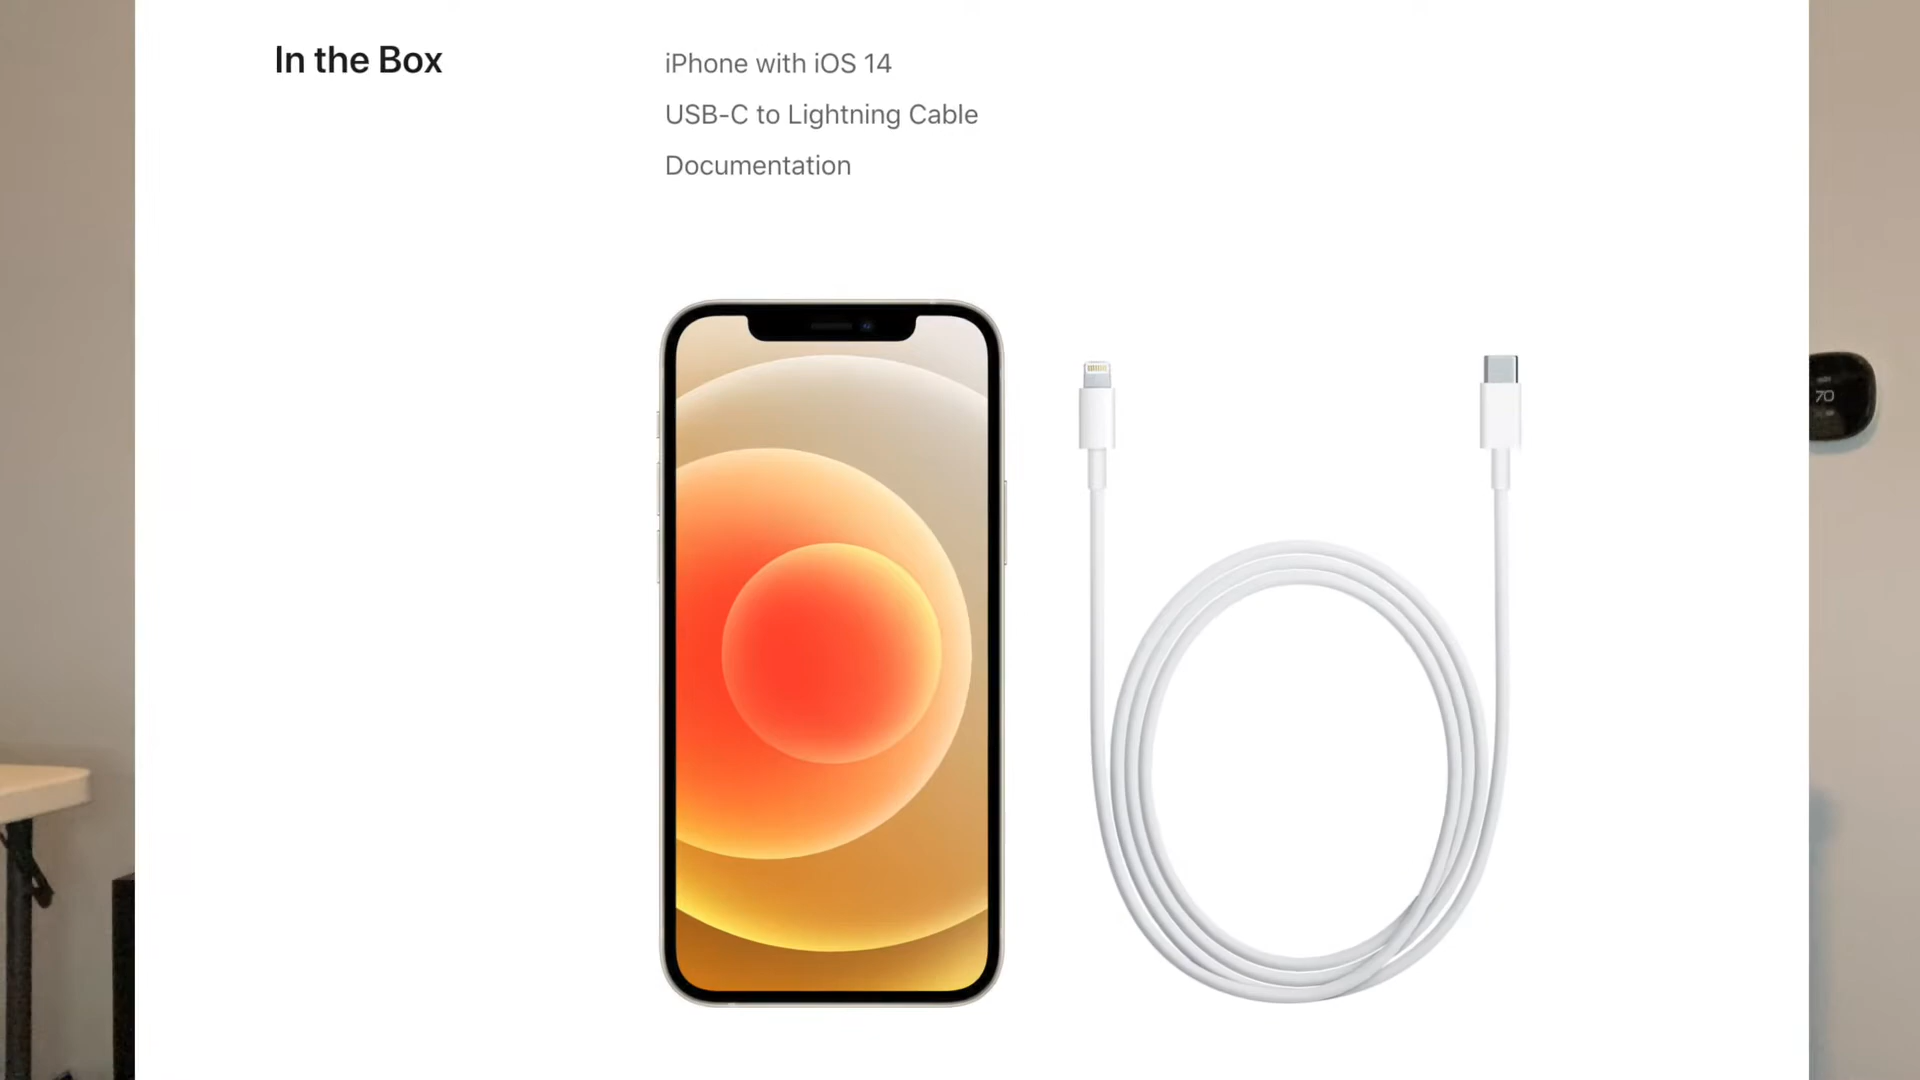 In the Box
iPhone with iOS 14
USB-C to Lightning Cable
Documentation
70